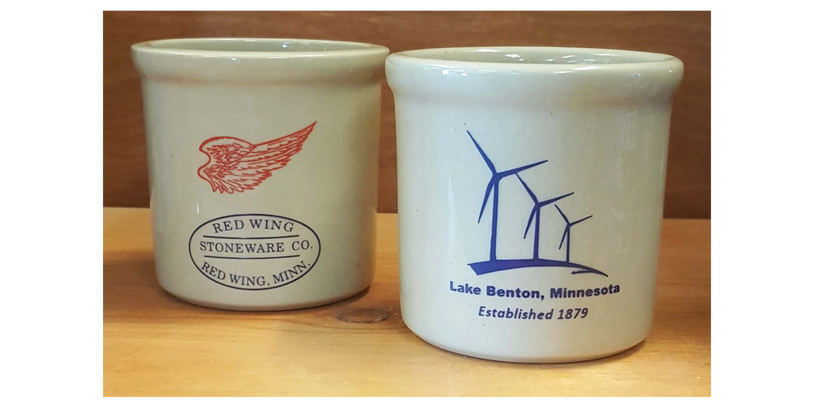 RED WING
STONEWARE CO.
RED WING, MINN.
Lake Benton, Minnesota
Established 1879